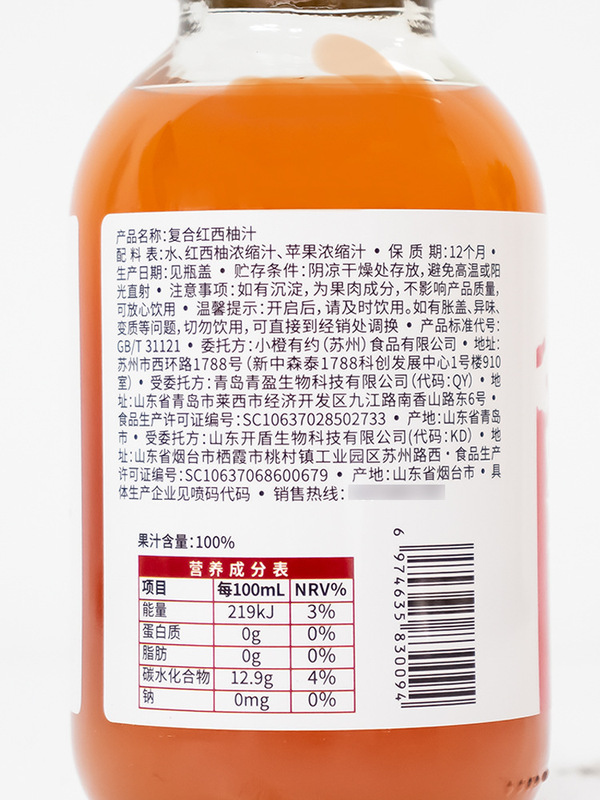 产品名称:复合红西柚汁
配料表:水、红西柚浓缩汁、苹果浓缩汁 • 保质期:12个月 •
生产日期:见瓶盖 • 贮存条件:阴凉干燥处存放,避免高温或阳
光直射 • 注意事项:如有沉淀,为果肉成分,不影响产品质量,
可放心饮用 • 温馨提示:开启后,请及时饮用。如有胀盖、异味、
变质等问题,切勿饮用,可直接到经销处调换 • 产品标准代号:
GB/T 31121 • 委托方:小橙有约(苏州)食品有限公司 • 地址:
苏州市西环路1788号(新中森泰1788科创发展中心1号楼910
室) • 受委托方:青岛青盈生物科技有限公司(代码:QY) • 地
址:山东省青岛市莱西市经济开发区九江路南香山路东6号 •
食品生产许可证编号:SC10637028502733 • 产地:山东省青岛
市 • 受委托方:山东开盾生物科技有限公司(代码:KD) • 地
址:山东省烟台市栖霞市桃村镇工业园区苏州路西 • 食品生产
许可证编号:SC10637068600679 • 产地:山东省烟台市 • 具
体生产企业见喷码代码 • 销售热线:
果汁含量:100%
营养成分表
项目 每100mL NRV%
能量 219kJ 3%
蛋白质 0g 0%
脂肪 0g 0%
碳水化合物 12.9g 4%
钠 0mg 0%
6 974635 830094